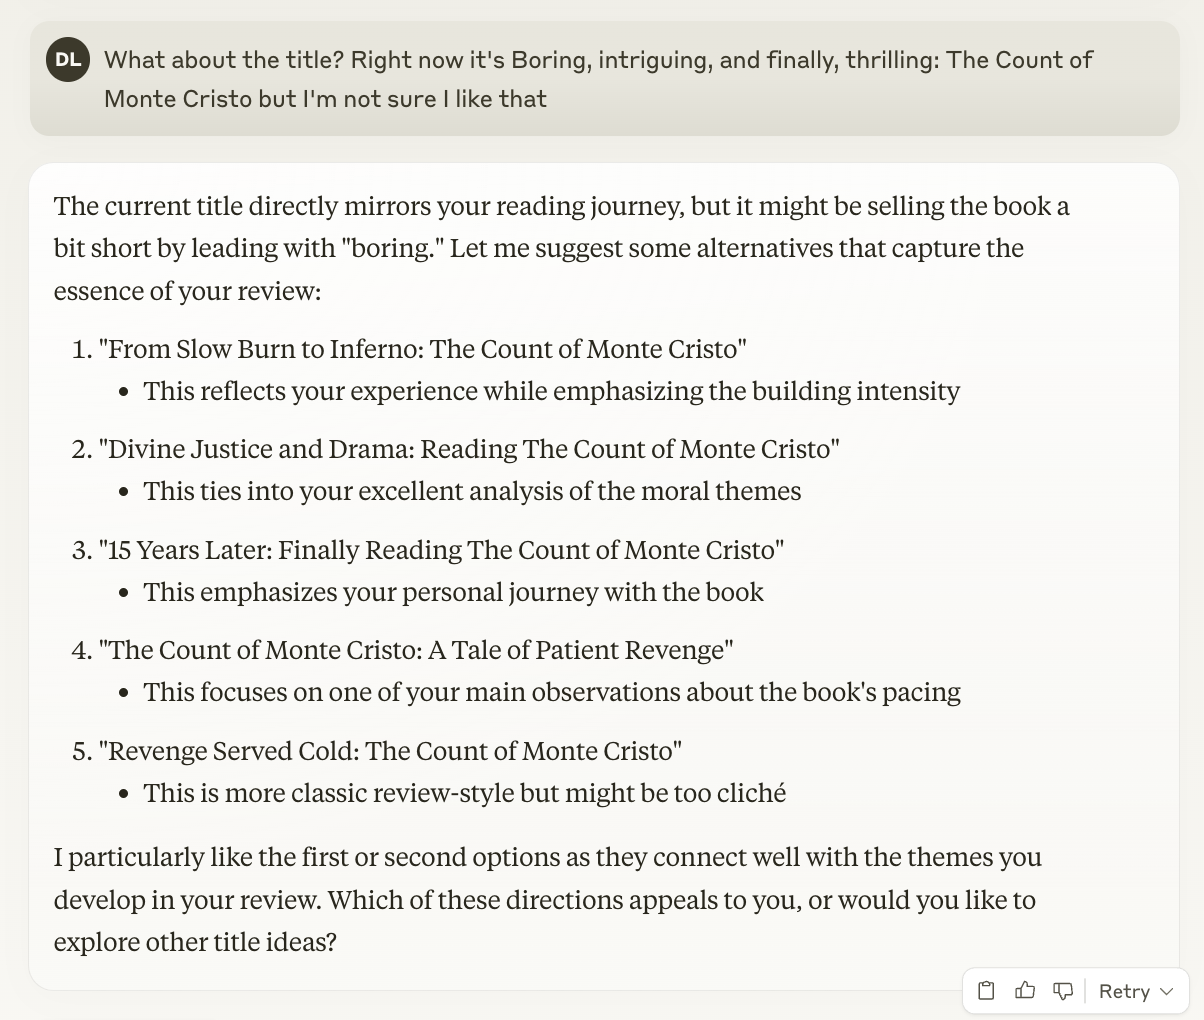 DL
What about the title? Right now it's Boring, intriguing, and finally, thrilling: The Count of
Monte Cristo but I'm not sure I like that
The current title directly mirrors your reading journey, but it might be selling the book a
bit short by leading with "boring." Let me suggest some alternatives that capture the
essence of your review:
1. "From Slow Burn to Inferno: The Count of Monte Cristo"
• This reflects your experience while emphasizing the building intensity
2. "Divine Justice and Drama: Reading The Count of Monte Cristo"
• This ties into your excellent analysis of the moral themes
3. "15 Years Later: Finally Reading The Count of Monte Cristo"
• This emphasizes your personal journey with the book
4. "The Count of Monte Cristo: A Tale of Patient Revenge"
• This focuses on one of your main observations about the book's pacing
5. "Revenge Served Cold: The Count of Monte Cristo"
• This is more classic review-style but might be too cliché
I particularly like the first or second options as they connect well with the themes you
develop in your review. Which of these directions appeals to you, or would you like to
explore other title ideas?
Retry